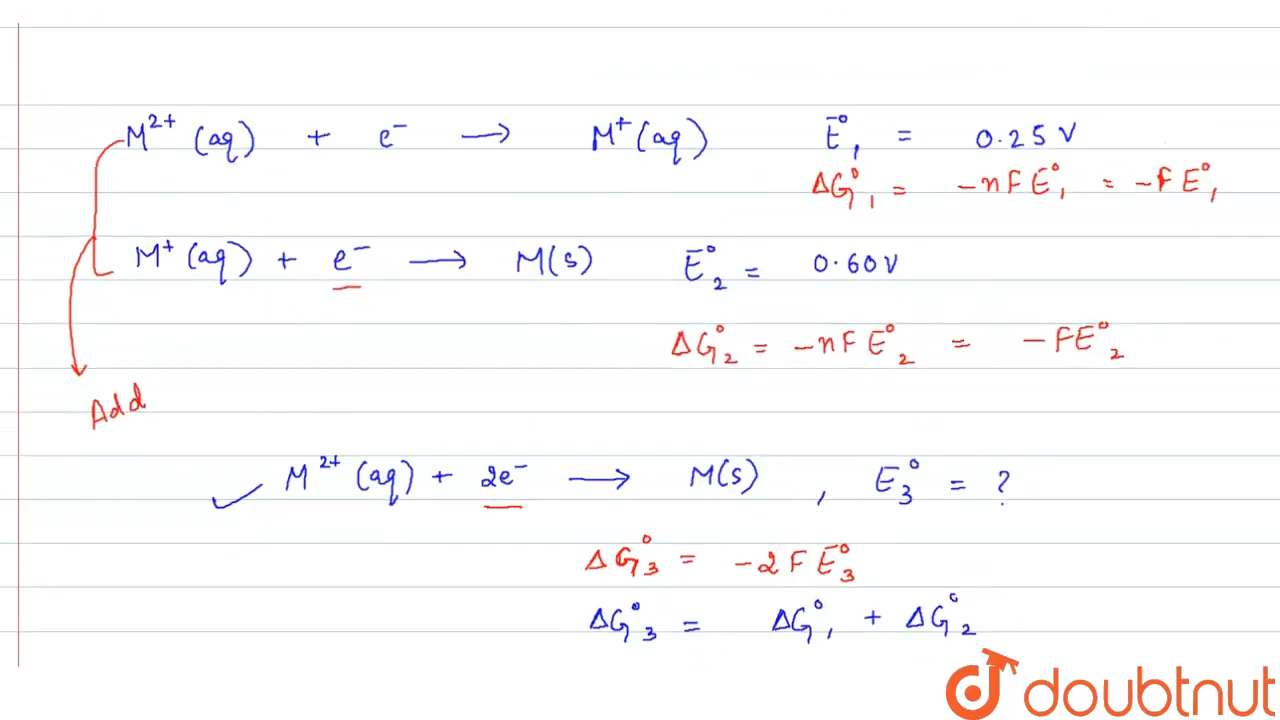 M²⁺ (aq) + e⁻ → M⁺ (aq) E°₁ = 0.25 V
ΔG°₁ = -nFE°₁ = -FE°₁
M⁺ (aq) + e⁻ → M(s) E°₂ = 0.60 V
ΔG°₂ = -nFE°₂ = -FE°₂
Add
M²⁺ (aq) + 2e⁻ → M(s) , E°₃ = ?
ΔG°₃ = -2FE°₃
ΔG°₃ = ΔG°₁ + ΔG°₂
doubtnut